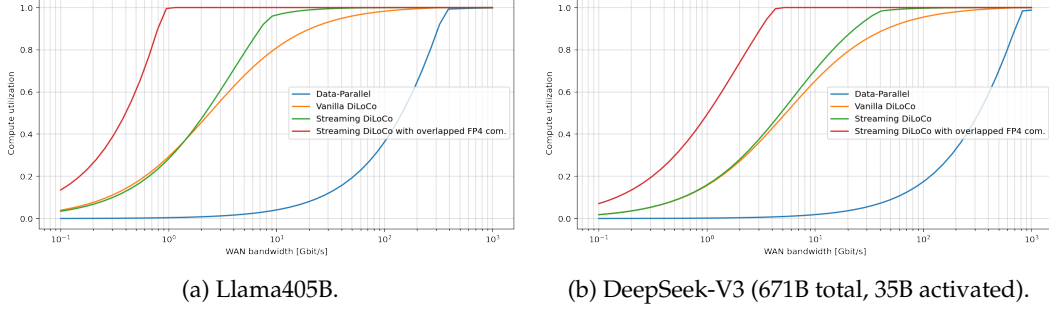 1.0
0.8
0.6
0.4
0.2
0.0
Compute utilization
Data-Parallel
Vanilla DiLoCo
Streaming DiLoCo
Streaming DiLoCo with overlapped FP4 com.
10⁻¹
10⁰
10¹
10²
10³
WAN bandwidth [Gbit/s]
(a) Llama405B.
1.0
0.8
0.6
0.4
0.2
0.0
Compute utilization
Data-Parallel
Vanilla DiLoCo
Streaming DiLoCo
Streaming DiLoCo with overlapped FP4 com.
10⁻¹
10⁰
10¹
10²
10³
WAN bandwidth [Gbit/s]
(b) DeepSeek-V3 (671B total, 35B activated).